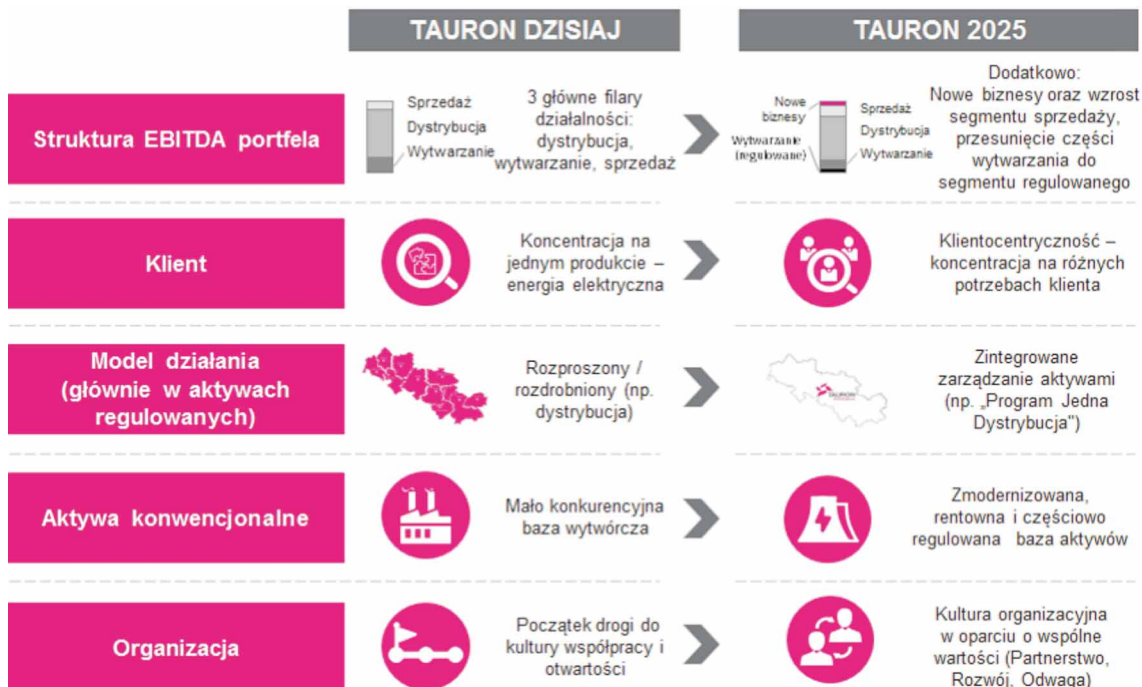 TAURON DZISIAJ
TAURON 2025
Struktura EBITDA portfela
Sprzedaż
Dystrybucja
Wytwarzanie
3 główne filary
działalności:
dystrybucja,
wytwarzanie, sprzedaż
Nowe
biznesy
Wytwarzanie
(regulowane)
Sprzedaż
Dystrybucja
Wytwarzanie
Dodatkowo:
Nowe biznesy oraz wzrost
segmentu sprzedaży,
przesunięcie części
wytwarzania do
segmentu regulowanego
Klient
Koncentracja na
jednym produkcie –
energia elektryczna
Klientocentryczność –
koncentracja na różnych
potrzebach klienta
Model działania
(głównie w aktywach
regulowanych)
Rozproszony /
rozdrobniony (np.
dystrybucja)
TAURON
Zintegrowane
zarządzanie aktywami
(np. „Program Jedna
Dystrybucja")
Aktywa konwencjonalne
Mało konkurencyjna
baza wytwórcza
Zmodernizowana,
rentowna i częściowo
regulowana baza aktywów
Organizacja
Początek drogi do
kultury współpracy i
otwartości
Kultura organizacyjna
w oparciu o wspólne
wartości (Partnerstwo,
Rozwój, Odwaga)